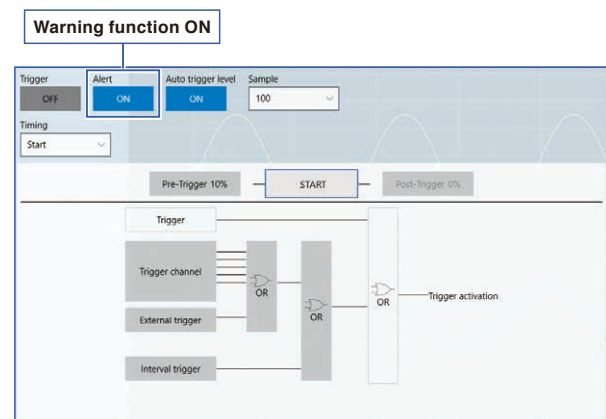 Warning function ON
Trigger Alert Auto trigger level Sample
OFF ON ON 100
Timing
Start
Pre-Trigger 10% START Post-Trigger 0%
Trigger
Trigger channel
OR OR
External trigger OR
Trigger activation
Interval trigger